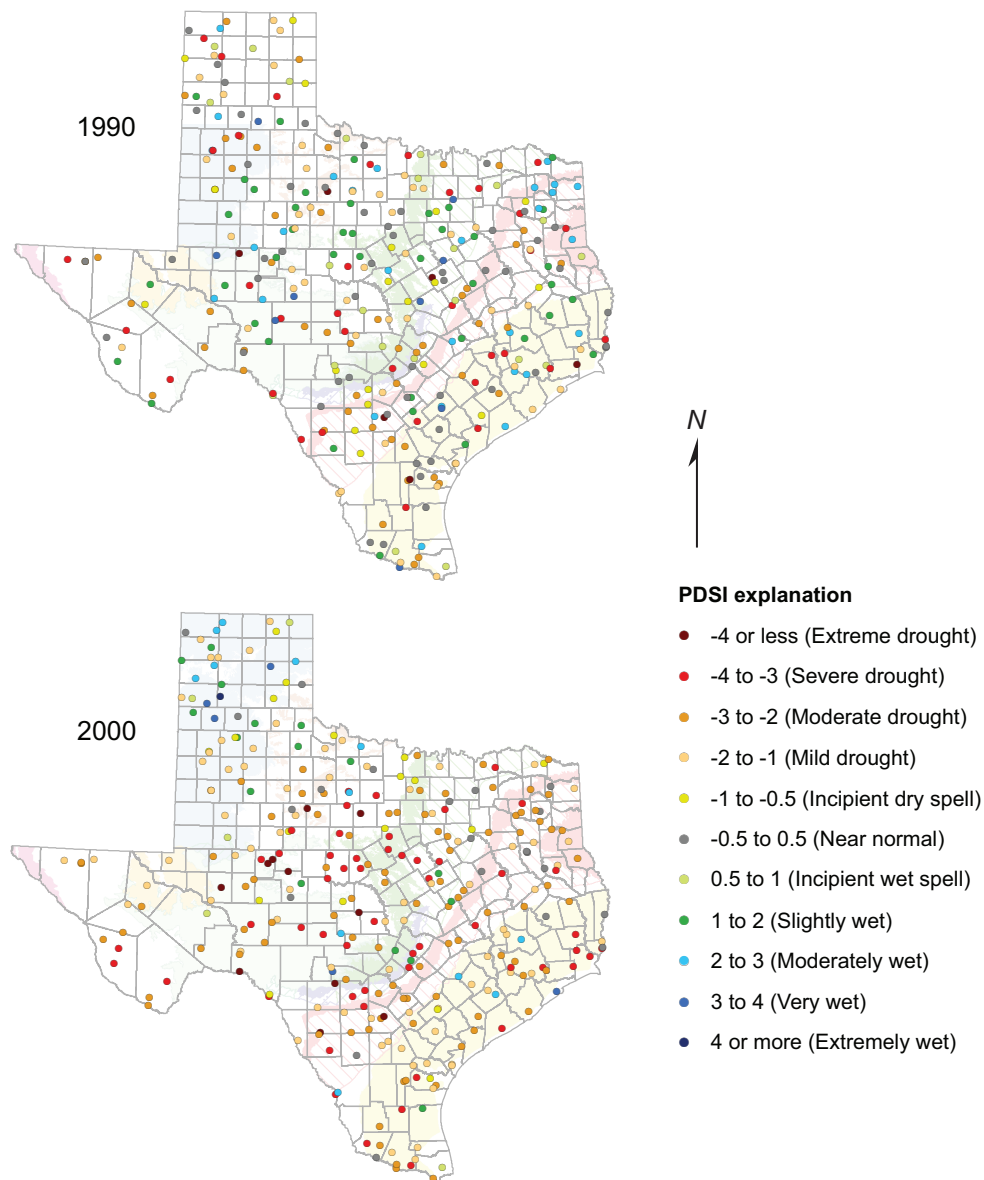 1990
N
2000
PDSI explanation
-4 or less (Extreme drought)
-4 to -3 (Severe drought)
-3 to -2 (Moderate drought)
-2 to -1 (Mild drought)
-1 to -0.5 (Incipient dry spell)
-0.5 to 0.5 (Near normal)
0.5 to 1 (Incipient wet spell)
1 to 2 (Slightly wet)
2 to 3 (Moderately wet)
3 to 4 (Very wet)
4 or more (Extremely wet)